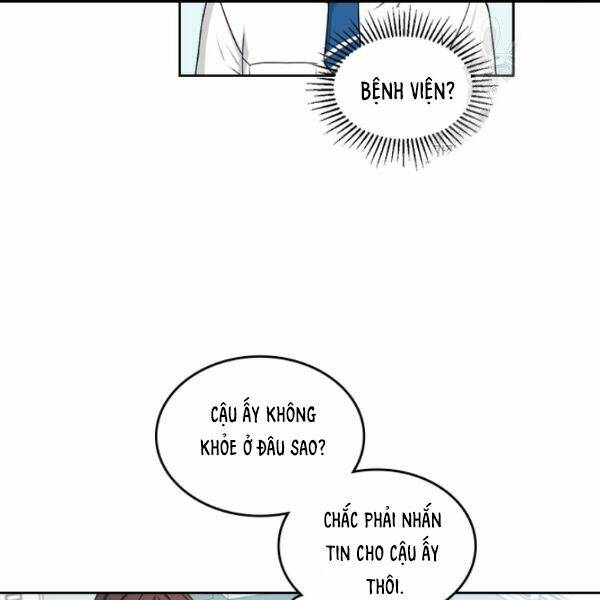 BỆNH VIỆN?
CẬU ẤY KHÔNG
KHỎE Ở ĐÂU SAO?
CHẮC PHẢI NHẮN
TIN CHO CẬU ẤY
THÔI.